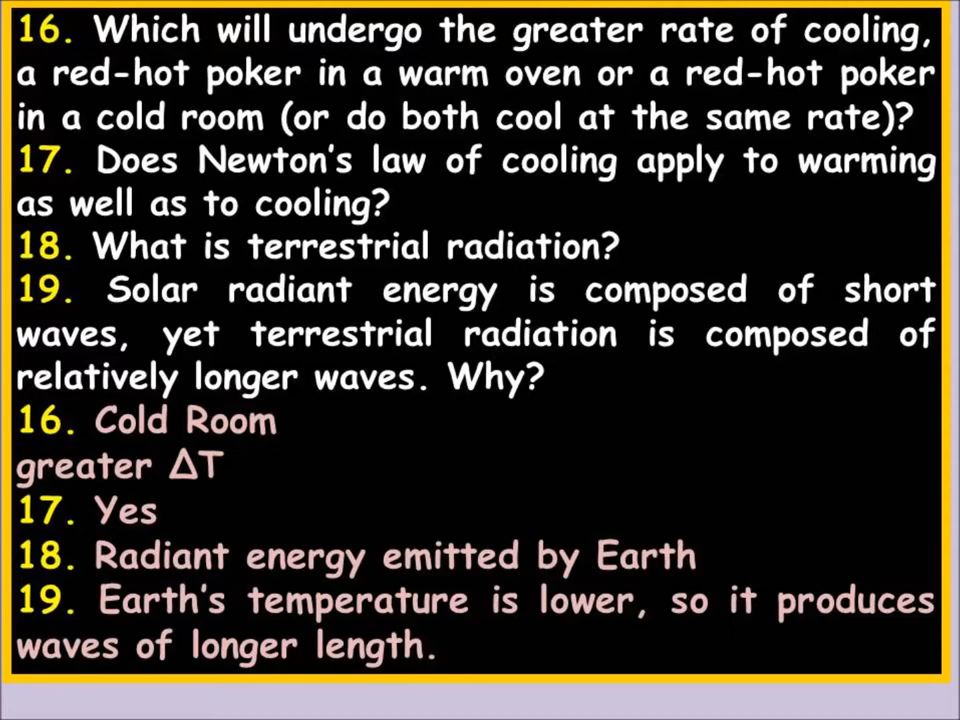 16. Which will undergo the greater rate of cooling,
a red-hot poker in a warm oven or a red-hot poker
in a cold room (or do both cool at the same rate)?
17. Does Newton's law of cooling apply to warming
as well as to cooling?
18. What is terrestrial radiation?
19. Solar radiant energy is composed of short
waves, yet terrestrial radiation is composed of
relatively longer waves. Why?
16. Cold Room
greater ΔT
17. Yes
18. Radiant energy emitted by Earth
19. Earth's temperature is lower, so it produces
waves of longer length.